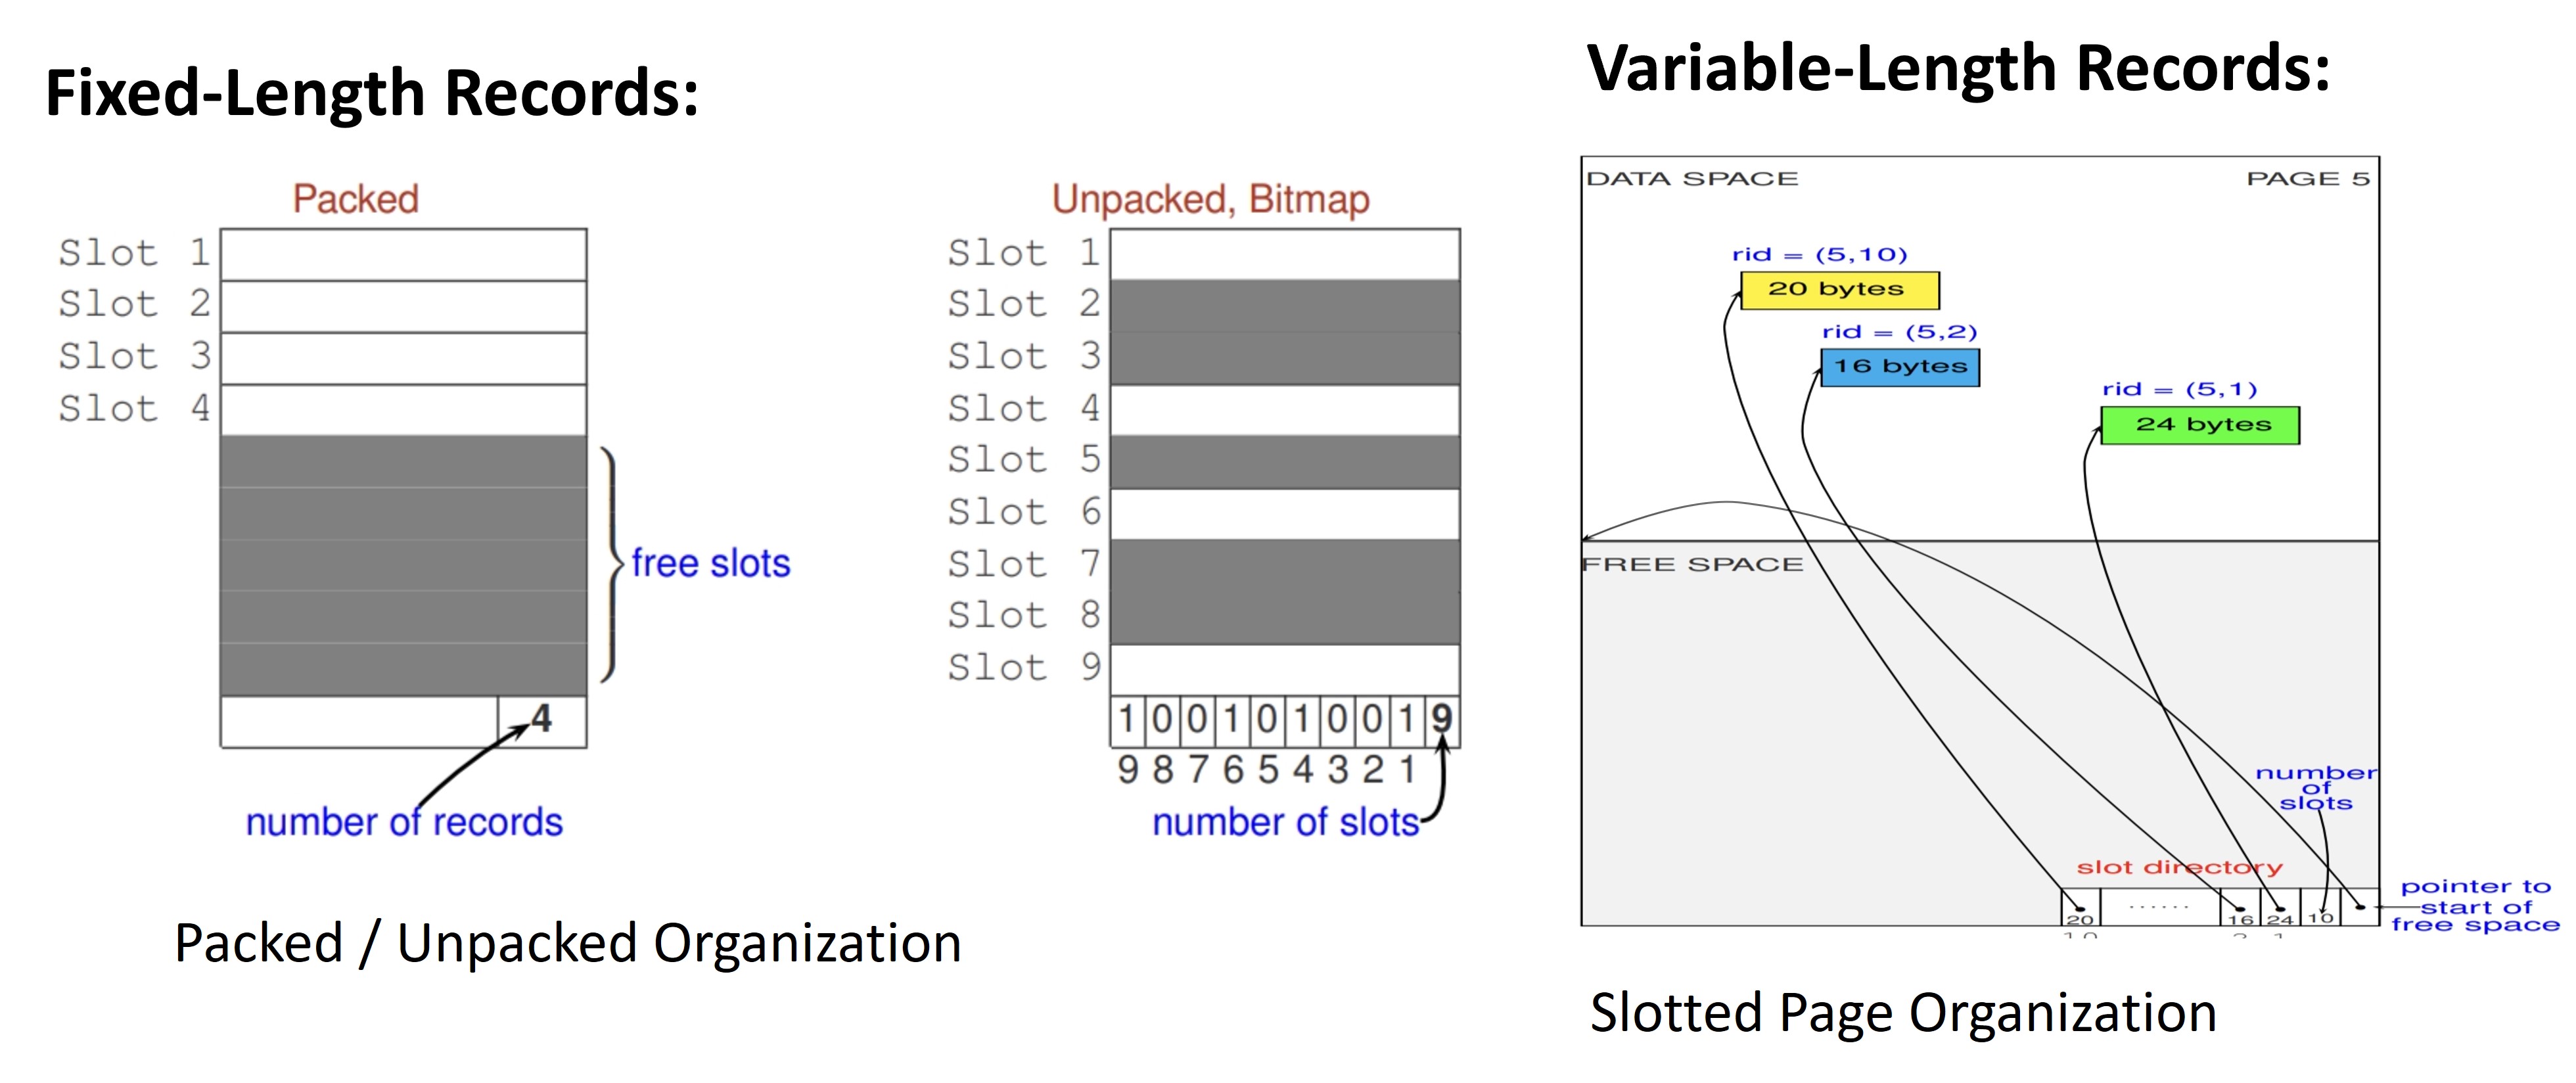 Fixed-Length Records:
Packed
Slot 1
Slot 2
Slot 3
Slot 4
free slots
4
number of records
Unpacked, Bitmap
Slot 1
Slot 2
Slot 3
Slot 4
Slot 5
Slot 6
Slot 7
Slot 8
Slot 9
1 0 0 1 0 1 0 0 1 9
9 8 7 6 5 4 3 2 1
number of slots
Packed / Unpacked Organization
Variable-Length Records:
DATA SPACE PAGE 5
rid = (5,10)
20 bytes
rid = (5,2)
16 bytes
rid = (5,1)
24 bytes
FREE SPACE
number
of
slots
slot directory
20 ...... 16 24 10
pointer to
start of
free space
Slotted Page Organization